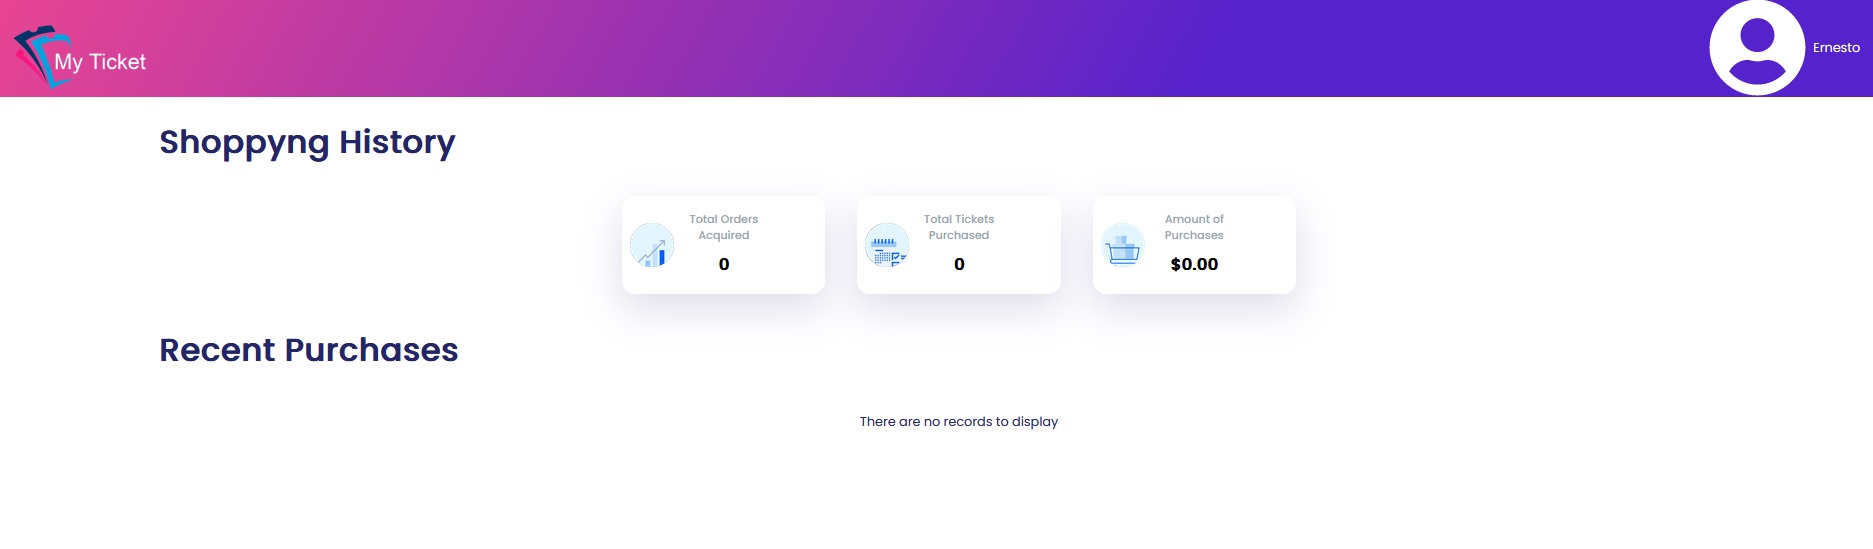 My Ticket
Ernesto
Shoppyng History
Total Orders
Acquired
0
Total Tickets
Purchased
0
Amount of
Purchases
$0.00
Recent Purchases
There are no records to display